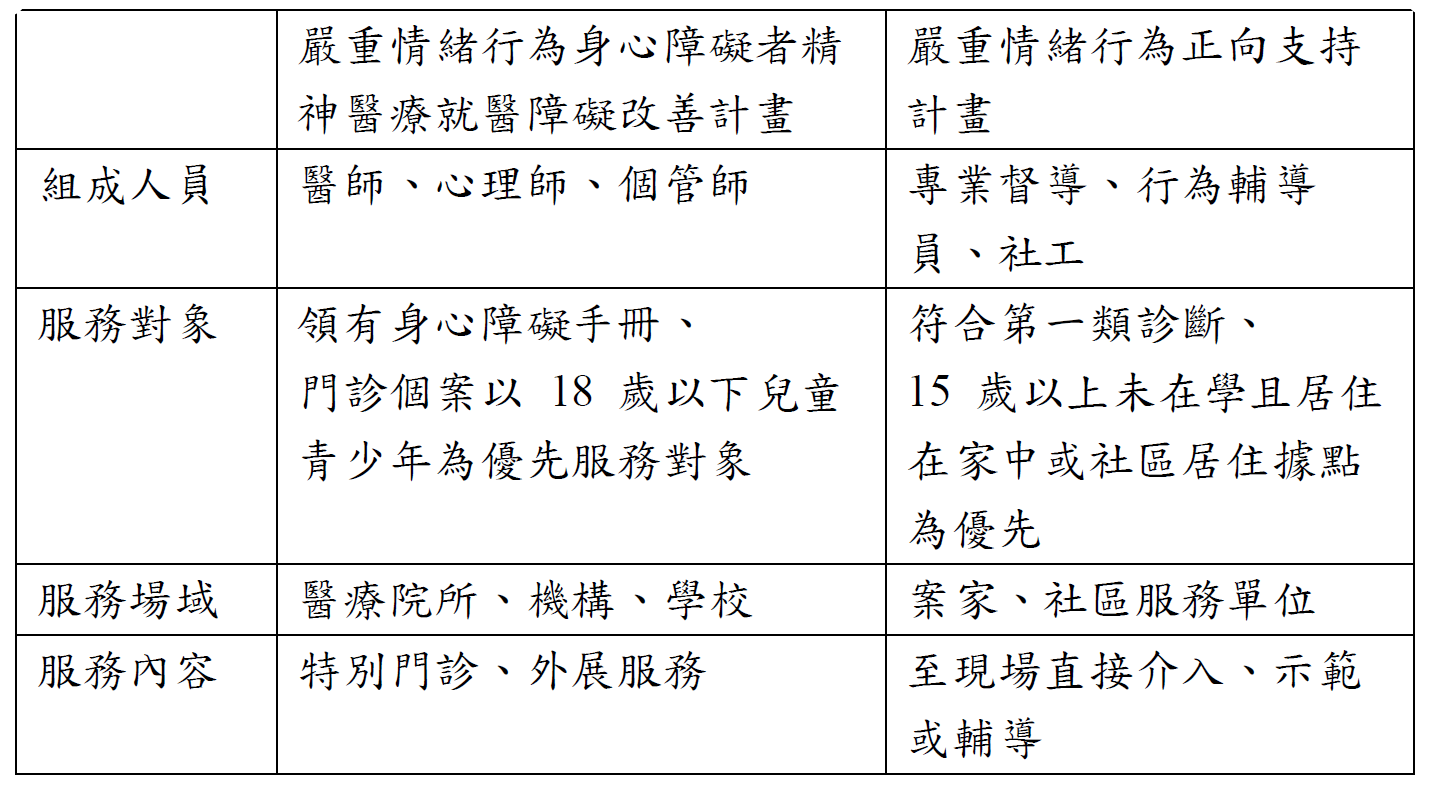 嚴重情緒行為身心障礙者精
神醫療就醫障礙改善計畫
嚴重情緒行為正向支持
計畫
組成人員
醫師、心理師、個管師
專業督導、行為輔導
員、社工
服務對象
領有身心障礙手冊、
門診個案以 18 歲以下兒童
青少年為優先服務對象
符合第一類診斷、
15 歲以上未在學且居住
在家中或社區居住據點
為優先
服務場域
醫療院所、機構、學校
案家、社區服務單位
服務內容
特別門診、外展服務
至現場直接介入、示範
或輔導